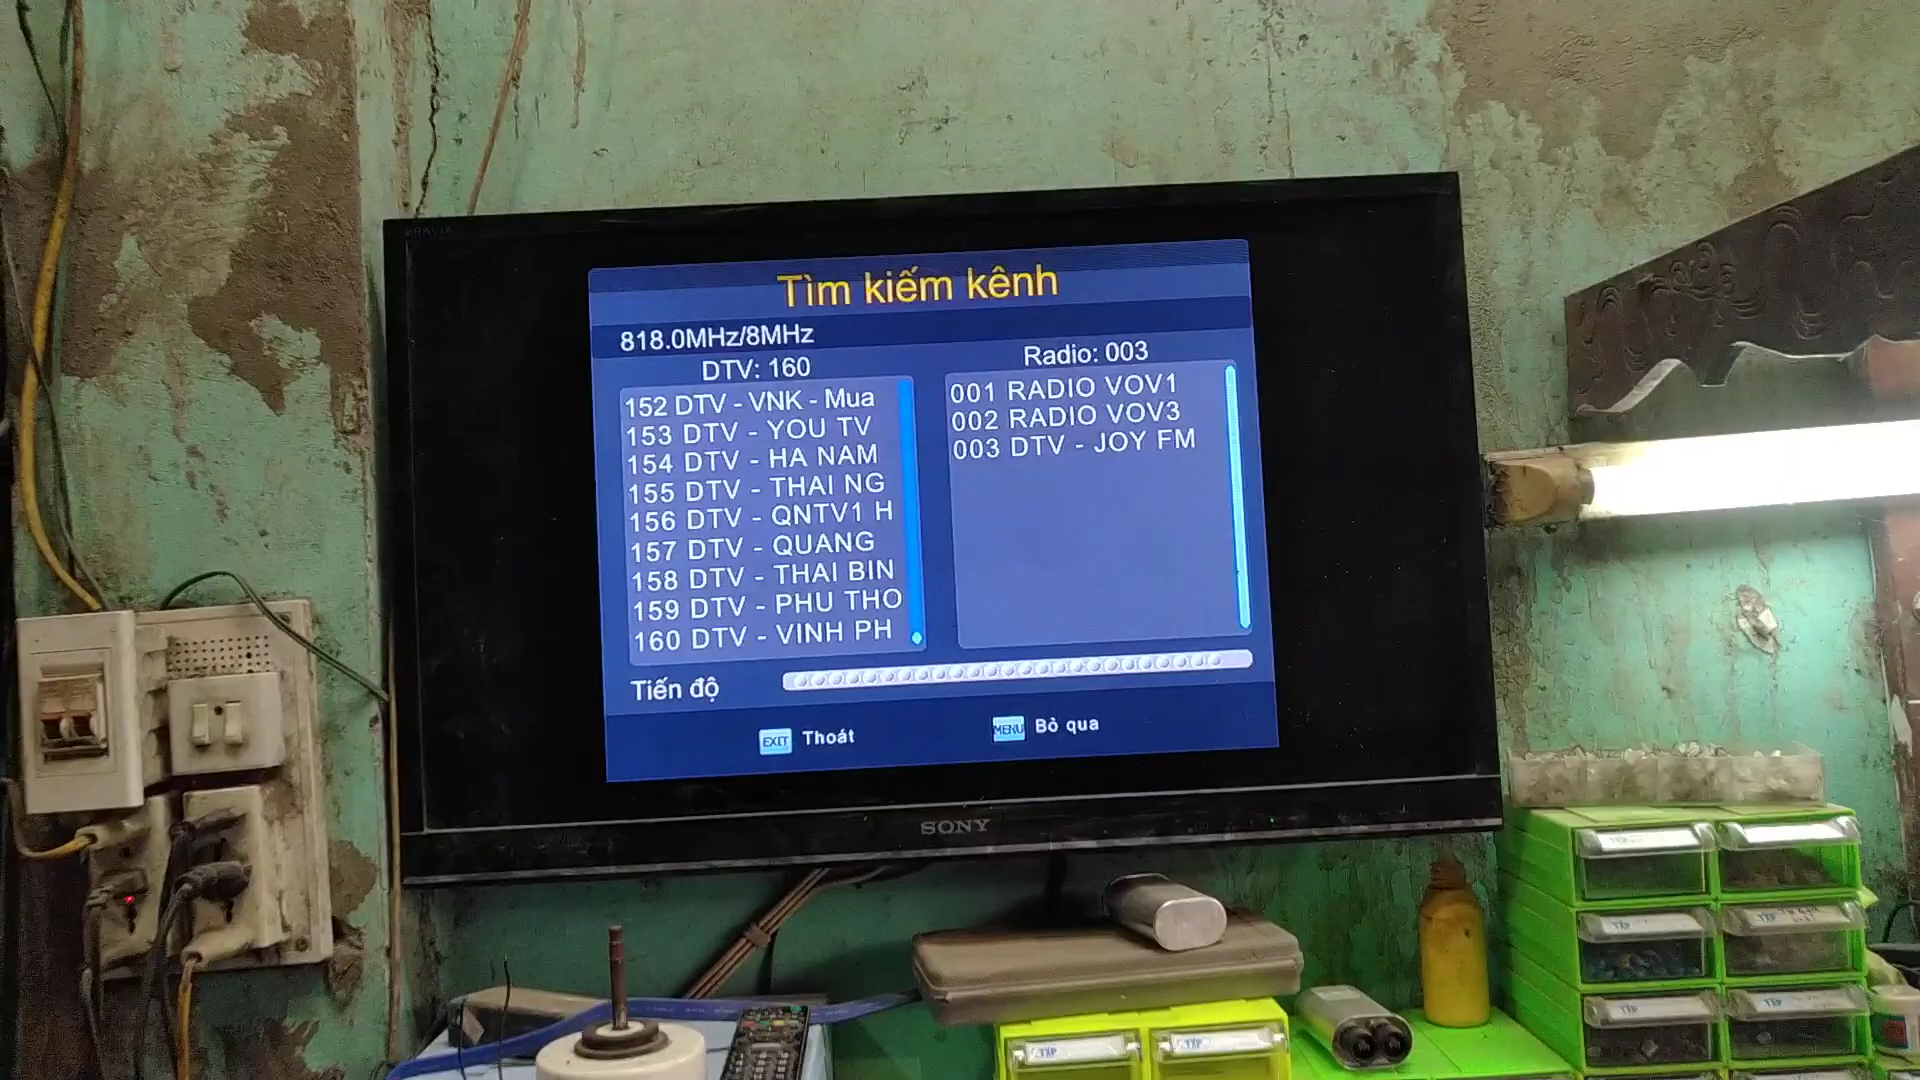 BRAVIA
Tìm kiếm kênh
818.0MHz/8MHz
DTV: 160
152 DTV - VNK - Mua
153 DTV - YOU TV
154 DTV - HA NAM
155 DTV - THAI NG
156 DTV - QNTV1 H
157 DTV - QUANG
158 DTV - THAI BIN
159 DTV - PHU THO
160 DTV - VINH PH
Radio: 003
001 RADIO VOV1
002 RADIO VOV3
003 DTV - JOY FM
Tiến độ
EXIT Thoát
MENU Bỏ qua
SONY